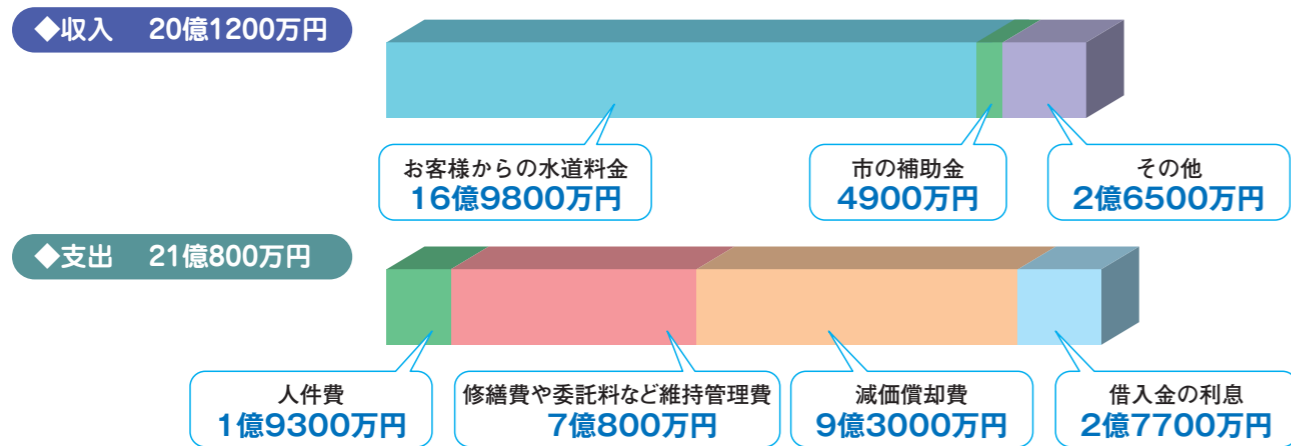 ◆収入 20億1200万円
お客様からの水道料金
16億9800万円
市の補助金
4900万円
その他
2億6500万円
◆支出 21億800万円
人件費
1億9300万円
修繕費や委託料など維持管理費
7億800万円
減価償却費
9億3000万円
借入金の利息
2億7700万円